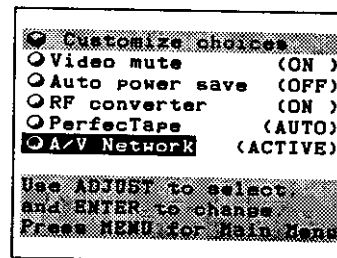 Customize choices
Video mute (ON )
Auto power save (OFF)
RF converter (ON )
PerfecTape (AUTO)
A/V Network (ACTIVE)
Use ADJUST to select,
and ENTER to change.
Press MENU for Main Menu